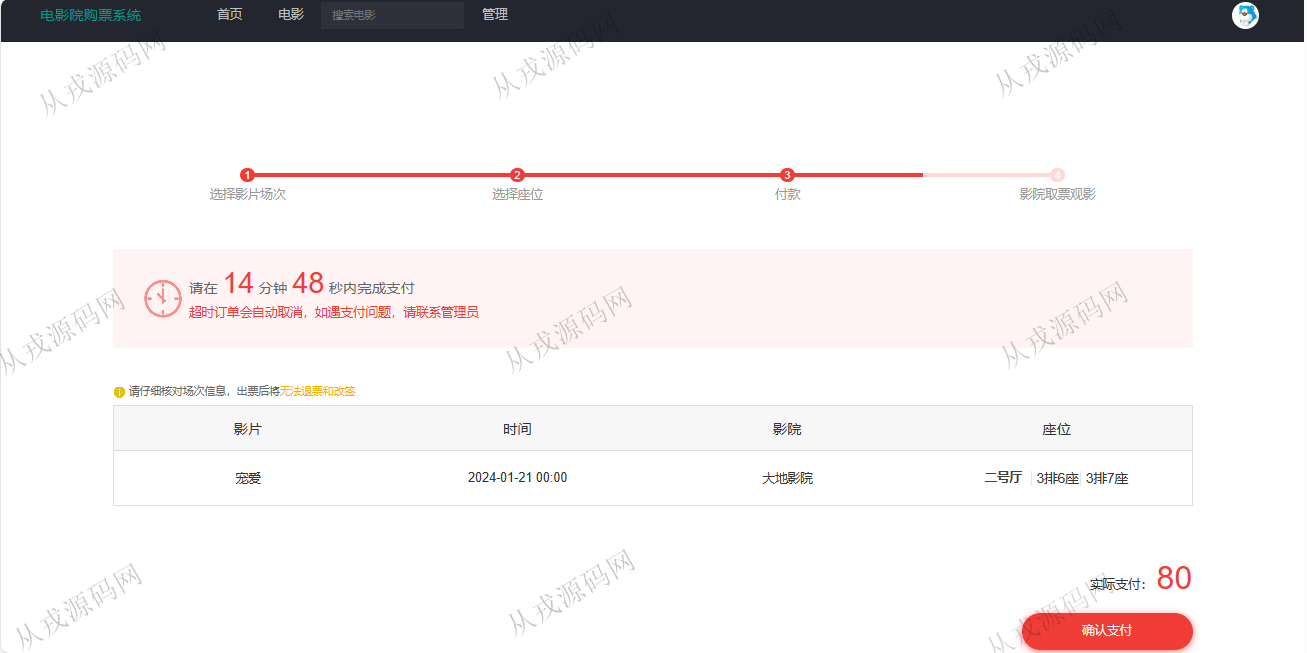 电影院购票系统 首页 电影 搜索电影 管理
从戎源码网 从戎源码网 从戎源码网
1 2 3 4
选择影片场次 选择座位 付款 影院取票观影
请在 14 分钟 48 秒内完成支付
超时订单会自动取消，如遇支付问题，请联系管理员
从戎源码网 从戎源码网 从戎源码网
请仔细核对场次信息，出票后将无法退票和改签
影片 时间 影院 座位
宠爱 2024-01-21 00:00 大地影院 二号厅 3排6座 3排7座
实际支付： 80
从戎源码网 从戎源码网 从戎源码网
确认支付